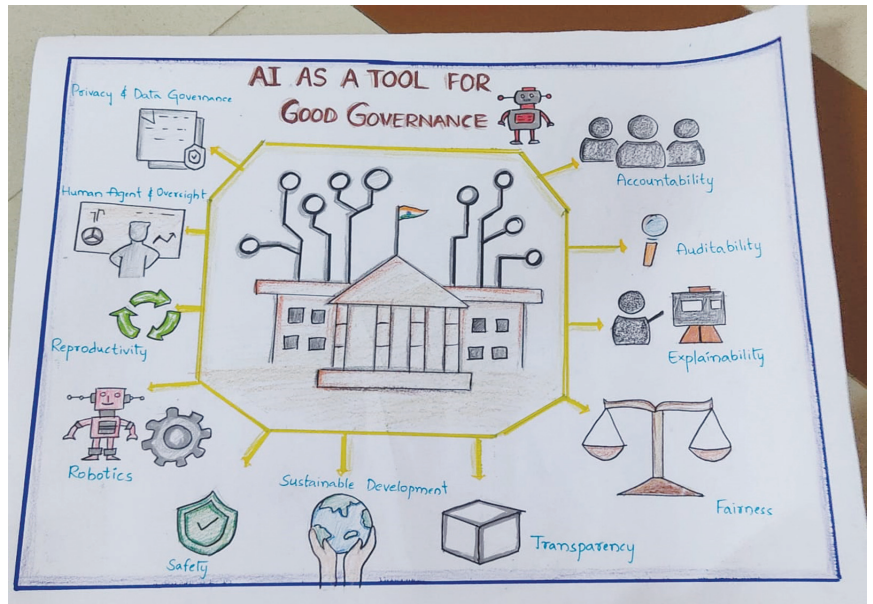 AI AS A TOOL FOR
GOOD GOVERNANCE
Privacy & Data Governance
Accountability
Human Agent & Oversight
Auditability
Reproductivity
Explainability
Robotics
Sustainable Development
Fairness
Safety
Transparency